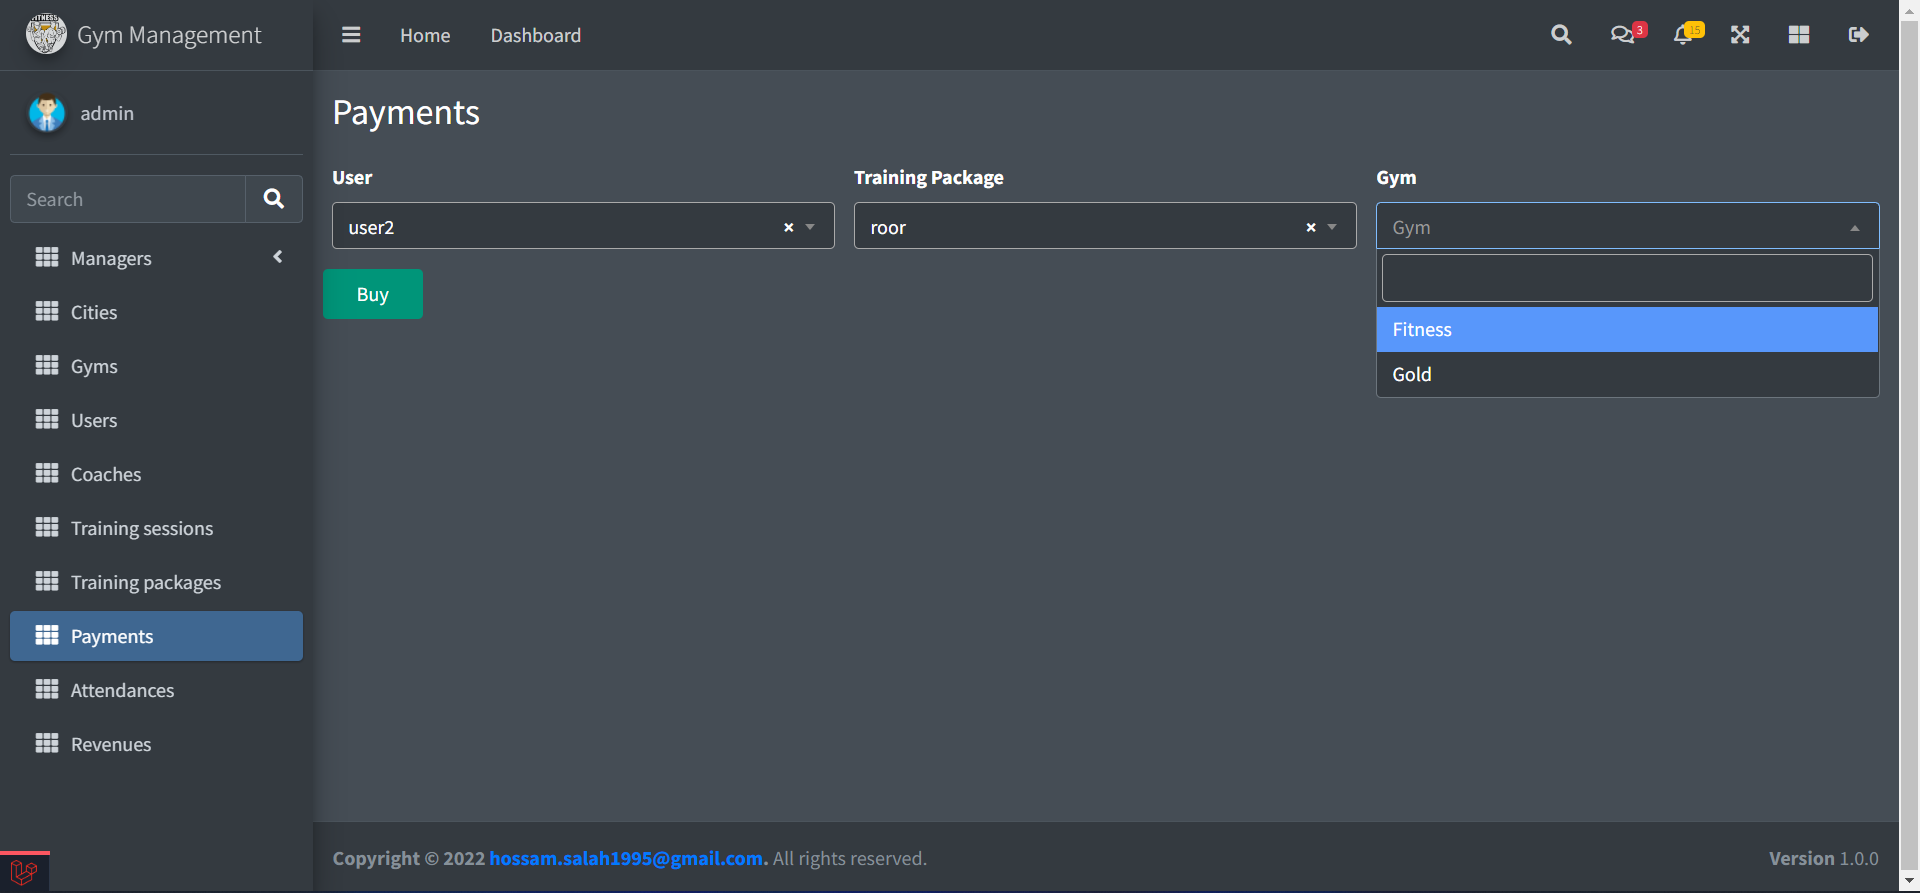 FITNESS
Gym Management
Home
Dashboard
3
15
admin
Search
Managers
Cities
Gyms
Users
Coaches
Training sessions
Training packages
Payments
Attendances
Revenues
Payments
User
Training Package
Gym
user2
×
roor
×
Gym
Buy
Fitness
Gold
Copyright © 2022 hossam.salah1995@gmail.com. All rights reserved.
Version 1.0.0